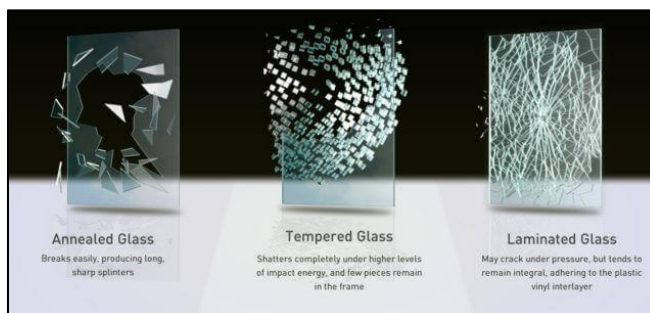 Annealed Glass
Breaks easily, producing long,
sharp splinters
Tempered Glass
Shatters completely under higher levels
of impact energy, and few pieces remain
in the frame
Laminated Glass
May crack under pressure, but tends to
remain integral, adhering to the plastic
vinyl interlayer